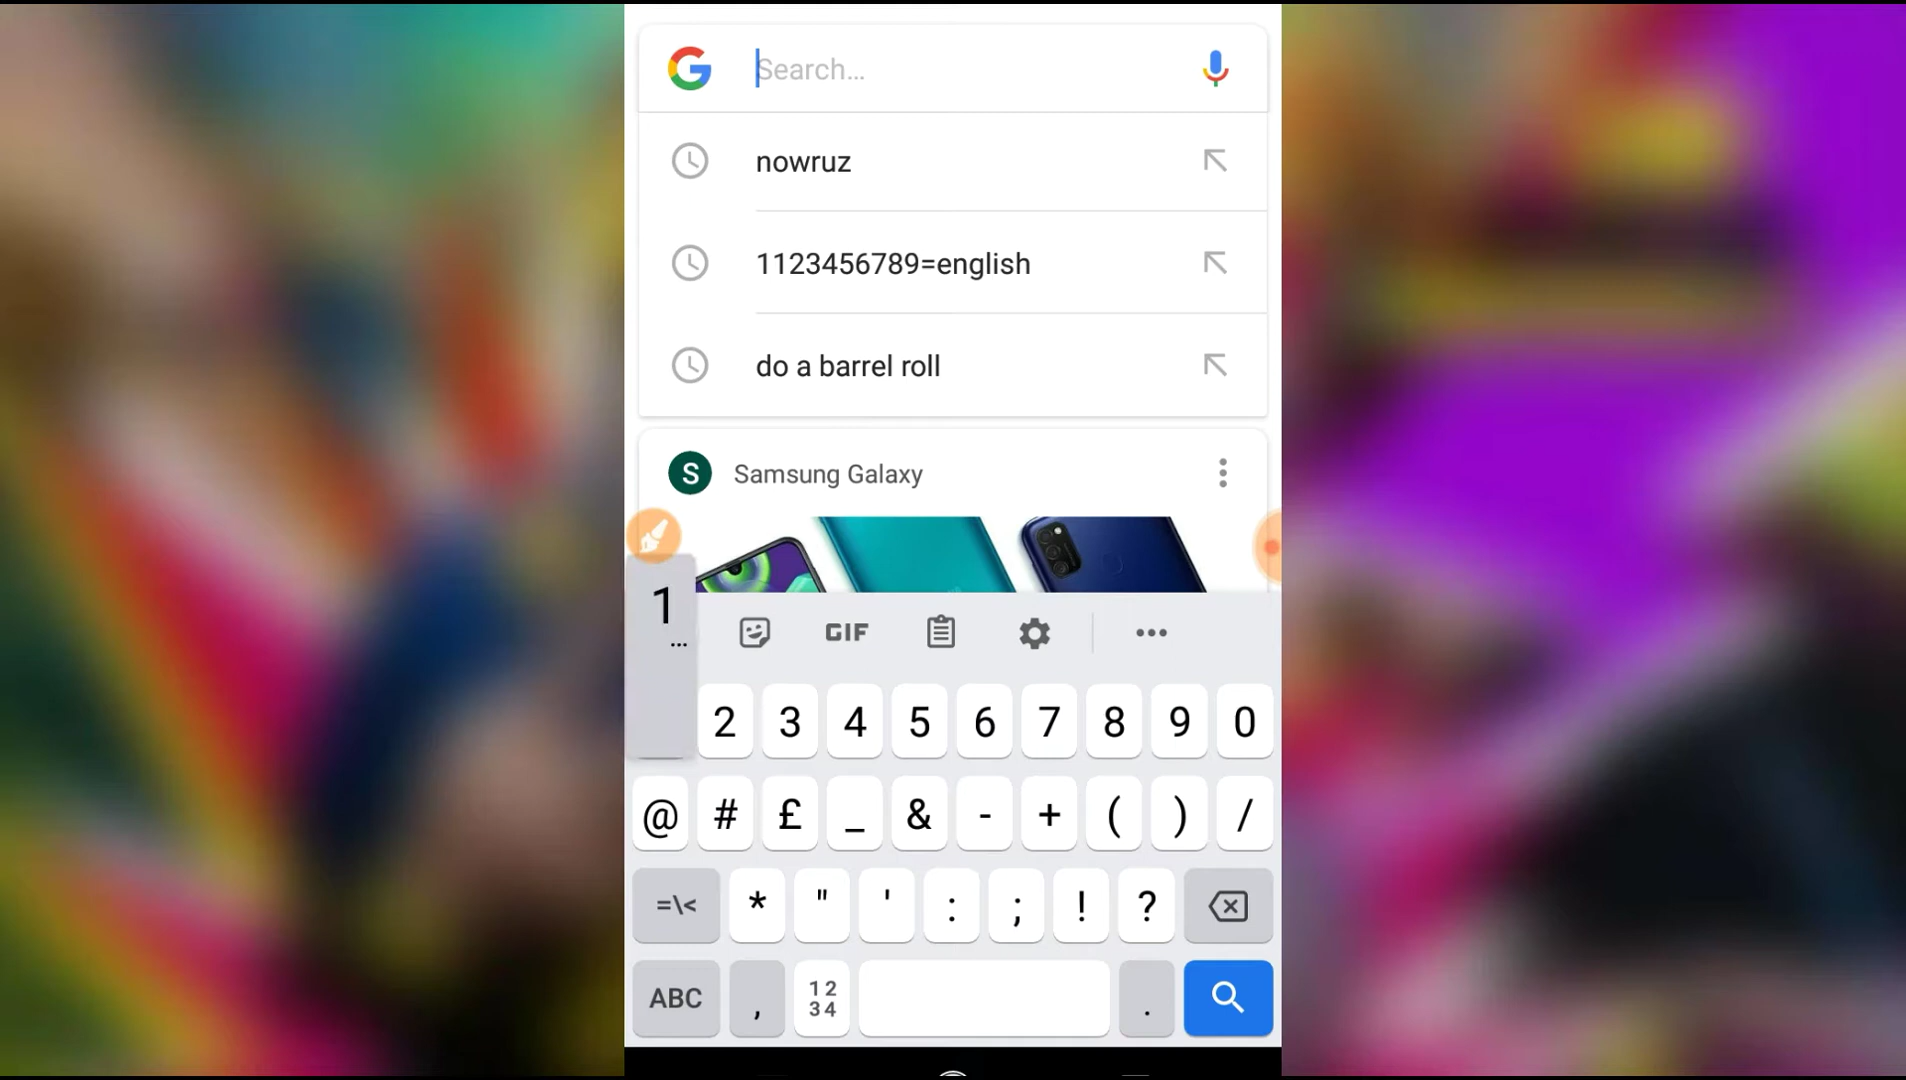 Search...
nowruz
1123456789=english
do a barrel roll
S Samsung Galaxy
1
...
GIF
2 3 4 5 6 7 8 9 0
@ # £ _ & - + ( ) /
=\< * " ' : ; ! ?
ABC , 12 34 .